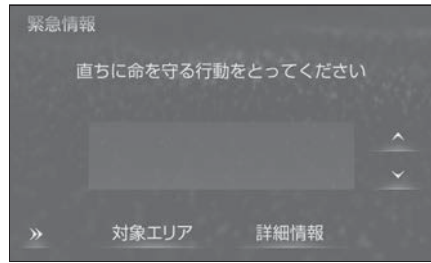 緊急情報
直ちに命を守る行動をとってください
対象エリア
詳細情報